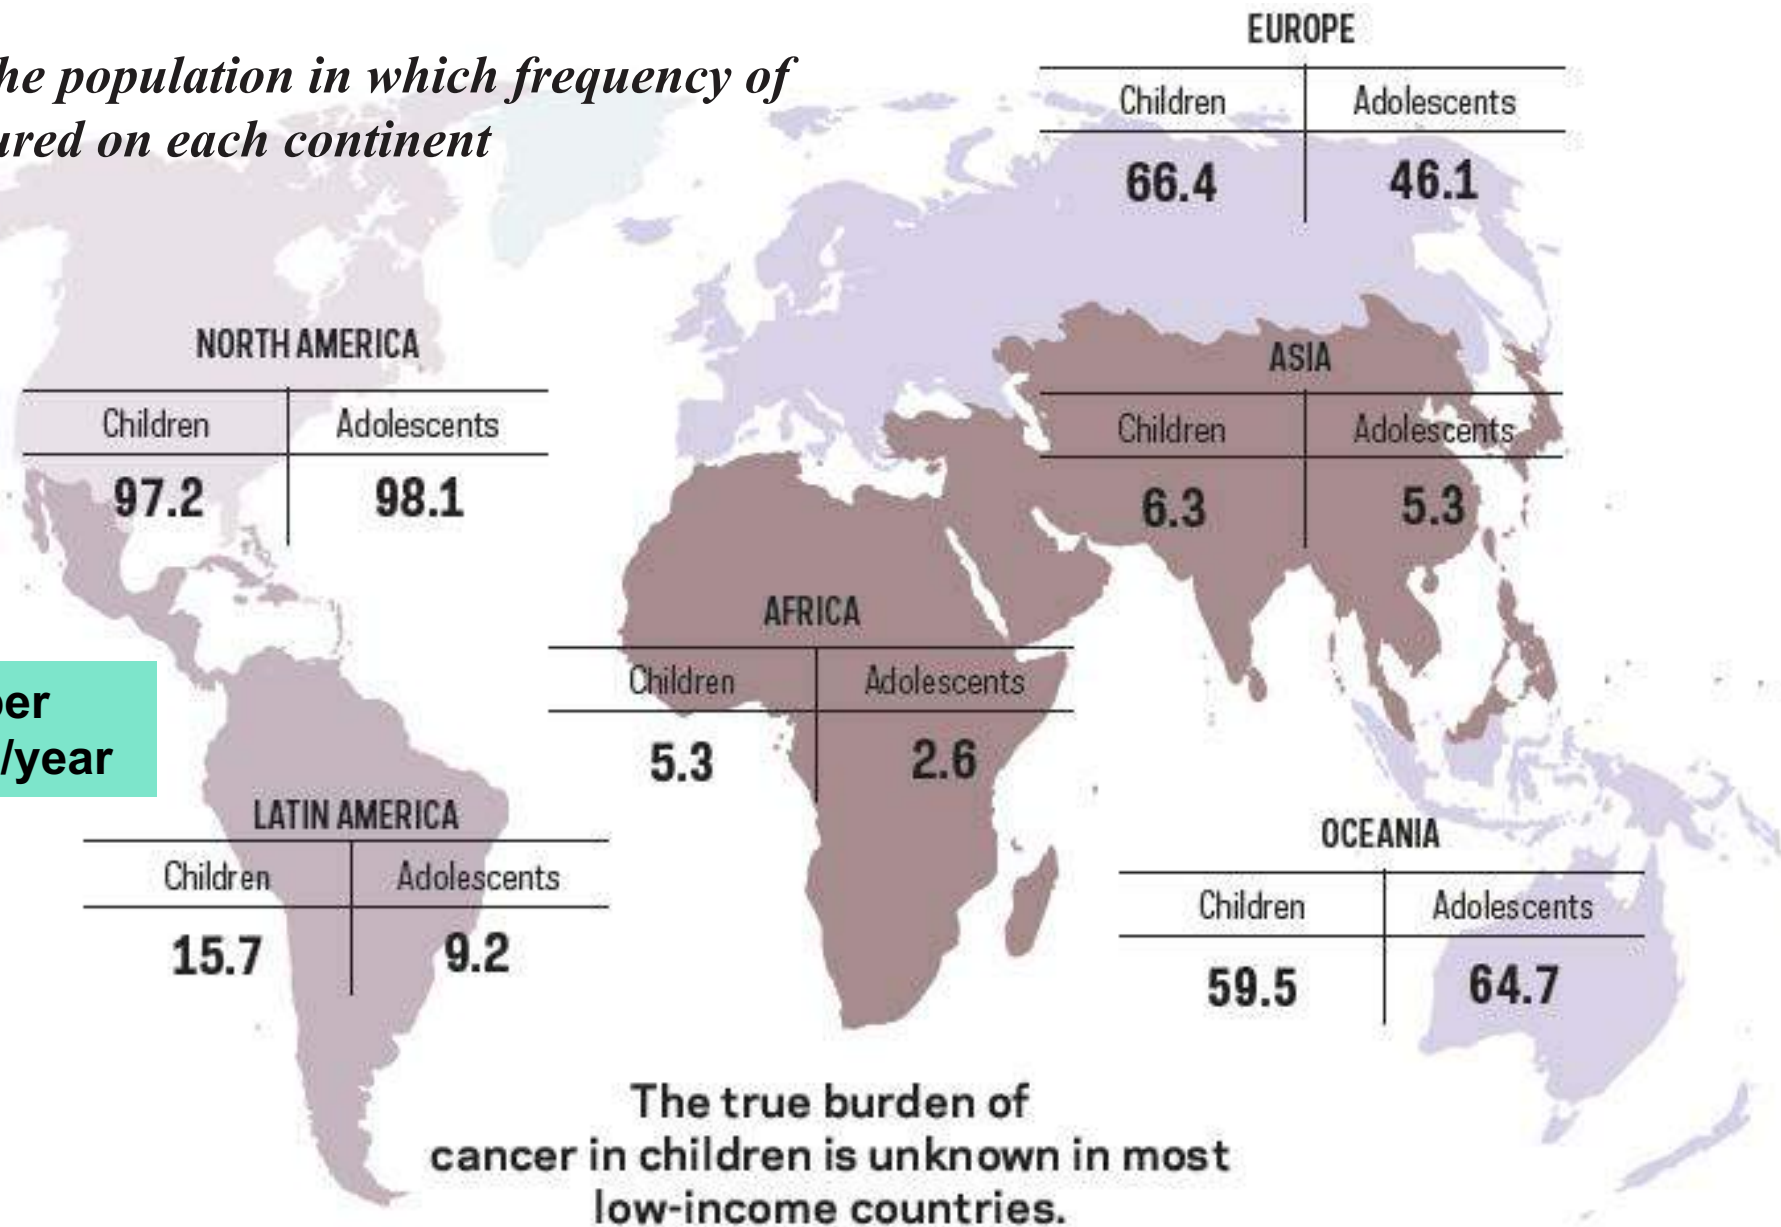 he population in which frequency of
ured on each continent
EUROPE
Children Adolescents
66.4 46.1
NORTH AMERICA
Children Adolescents
97.2 98.1
ASIA
Children Adolescents
6.3 5.3
AFRICA
Children Adolescents
5.3 2.6
per
/year
LATIN AMERICA
Children Adolescents
15.7 9.2
OCEANIA
Children Adolescents
59.5 64.7
The true burden of
cancer in children is unknown in most
low-income countries.